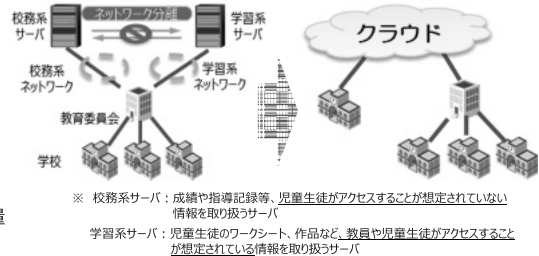 校務系
サーバ
ネットワーク分離
学習系
サーバ
校務系
ネットワーク
学習系
ネットワーク
教育委員会
学校
クラウド
※ 校務系サーバ：成績や指導記録等、児童生徒がアクセスすることが想定されていない
情報を取り扱うサーバ
学習系サーバ：児童生徒のワークシート、作品など、教員や児童生徒がアクセスすること
が想定されている情報を取り扱うサーバ